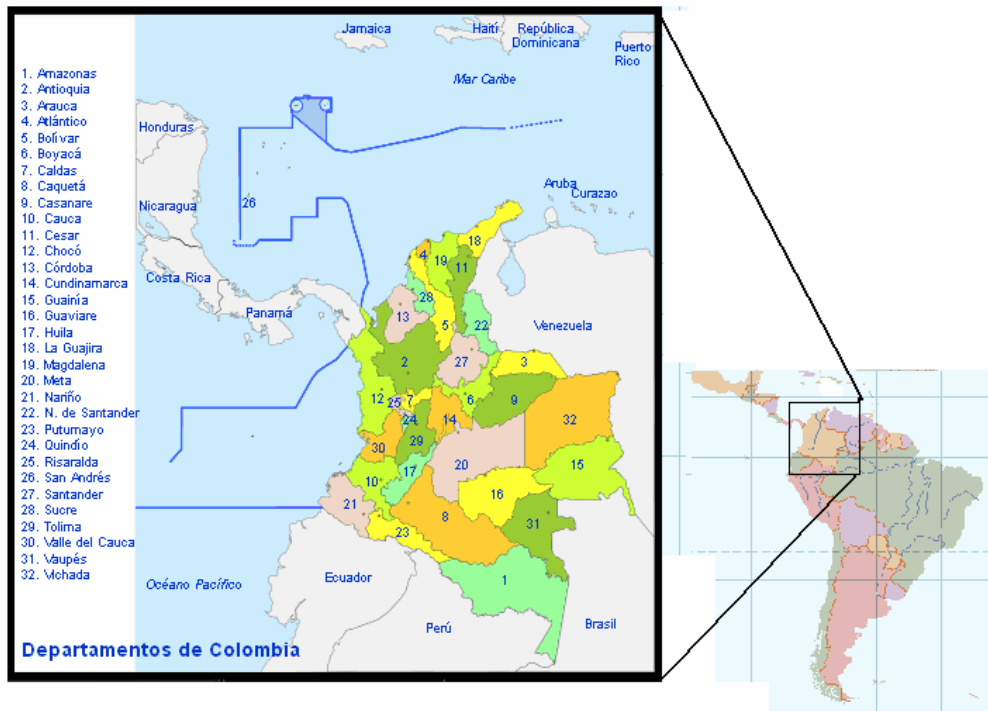 1. Amazonas
2. Antioquia
3. Arauca
4. Atlántico
5. Bolívar
6. Boyacá
7. Caldas
8. Caquetá
9. Casanare
10. Cauca
11. Cesar
12. Chocó
13. Córdoba
14. Cundinamarca
15. Guainía
16. Guaviare
17. Huila
18. La Guajira
19. Magdalena
20. Meta
21. Nariño
22. N. de Santander
23. Putumayo
24. Quindío
25. Risaralda
26. San Andrés
27. Santander
28. Sucre
29. Tolima
30. Valle del Cauca
31. Vaupés
32. Vichada
Departamentos de Colombia
Jamaica
Haití
República
Dominicana
Puerto
Rico
Mar Caribe
Honduras
Nicaragua
26
Aruba
Curazao
Costa Rica
Panamá
Venezuela
18
4
19
11
28
13
5
22
2
27
3
12
25
7
6
9
24
14
32
29
30
20
15
17
10
16
21
8
31
23
1
Océano Pacífico
Ecuador
Perú
Brasil